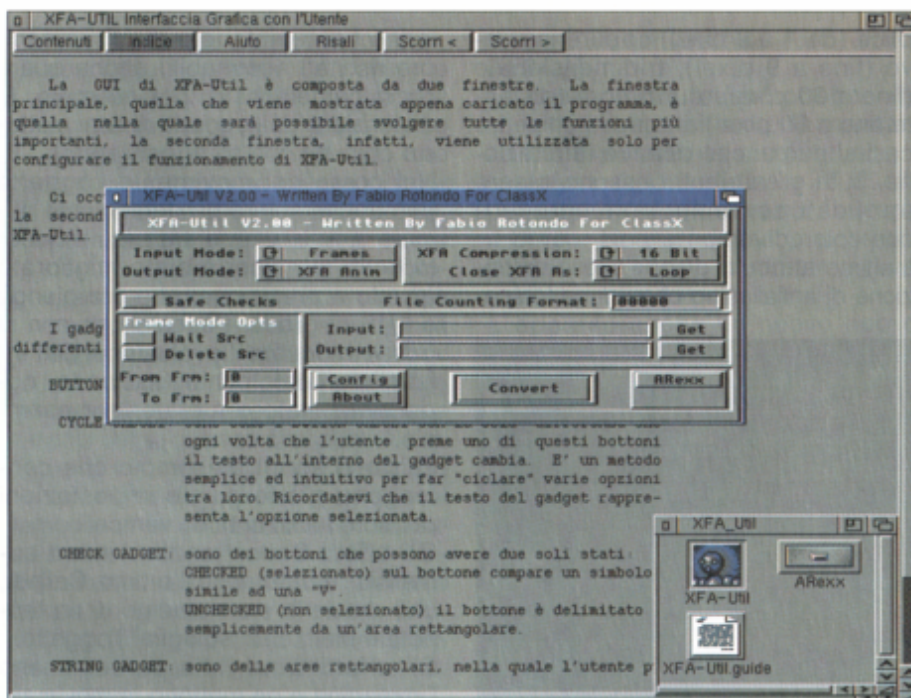 XFA-UTIL Interfaccia Grafica con l'Utente
Contenuti Indice Aiuto Risali Scorri < Scorri >
La GUI di XFA-Util è composta da due finestre. La finestra
principale, quella che viene mostrata appena caricato il programma, è
quella nella quale sará possibile svolgere tutte le funzioni più
importanti, la seconda finestra, infatti, viene utilizzata solo per
configurare il funzionamento di XFA-Util.
Ci occ
la second
XFA-Util
I gadg
differenti
BUTTON
XFA-Util V2.00 - Written By Fabio Rotondo For ClassX
XFA-Util V2.00 - Written By Fabio Rotondo For ClassX
Input Mode: Frames XFA Compression: 16 Bit
Output Mode: XFA Anim Close XFA As: Loop
Safe Checks File Counting Format: 00000
Frame Mode Opts
Wait Src
Delete Src
From Frm: 0
To Frm: 0
Input: Get
Output: Get
Config
About
Convert
ARexx
CYCLE
ogni volta che l'utente preme uno di questi bottoni
il testo all'interno del gadget cambia. E' un metodo
semplice ed intuitivo per far "ciclare" varie opzioni
tra loro. Ricordatevi che il testo del gadget rappre-
senta l'opzione selezionata.
CHECK GADGET: sono dei bottoni che possono avere due soli stati
CHECKED (selezionato) sul bottone compare un simbolo
simile ad una "V".
UNCHECKED (non selezionato) il bottone è delimitato
semplicemente da un'area rettangolare.
STRING GADGET: sono delle aree rettangolari, nella quale l'utente p
XFA_Util
XFA-Util
ARexx
XFA-Util.guide